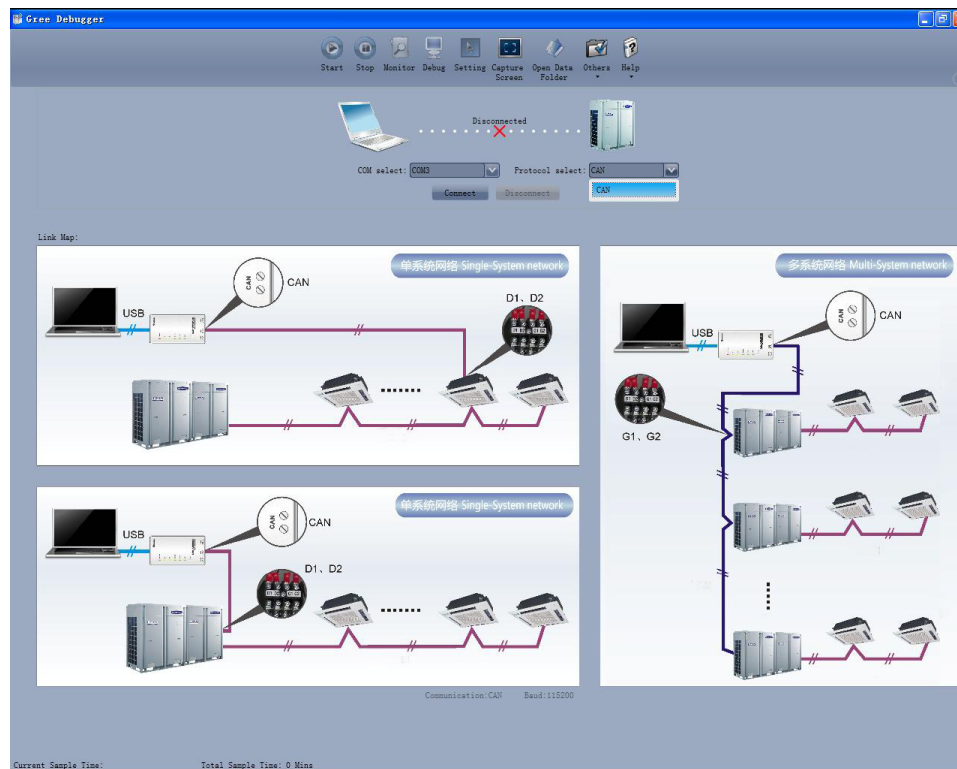 Gree Debugger
Start Stop Monitor Debug Setting Capture Screen Open Data Folder Others Help
Disconnected
COM select: COM3 Protocol select: CAN
Connect Disconnect CAN
Link Map:
单系统网络 Single-System network
CAN
CAN
USB
D1、D2
多系统网络 Multi-System network
CAN
CAN
USB
G1、G2
单系统网络 Single-System network
CAN
CAN
USB
D1、D2
Communication:CAN Baud:115200
Current Sample Time: Total Sample Time: 0 Mins